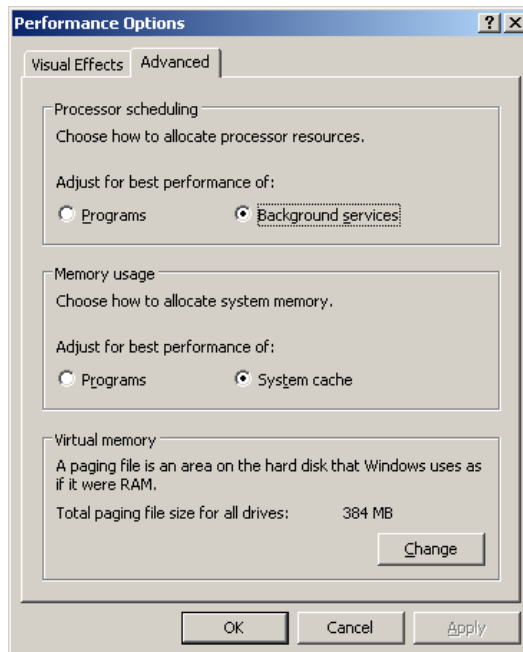 Performance Options
Visual Effects Advanced
Processor scheduling
Choose how to allocate processor resources.
Adjust for best performance of:
Programs Background services
Memory usage
Choose how to allocate system memory.
Adjust for best performance of:
Programs System cache
Virtual memory
A paging file is an area on the hard disk that Windows uses as
if it were RAM.
Total paging file size for all drives: 384 MB
Change
OK Cancel Apply